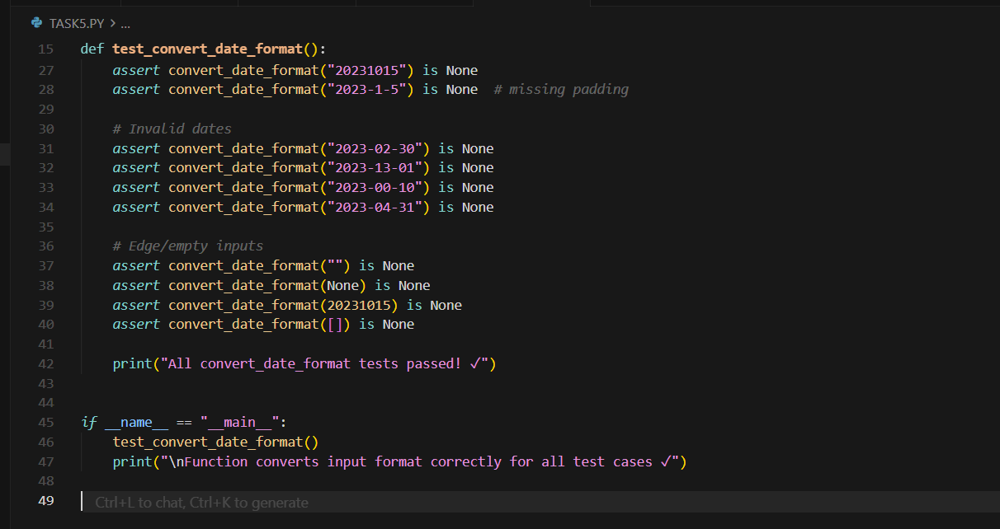 TASK5.PY > ...
15 def test_convert_date_format():
27 assert convert_date_format("20231015") is None
28 assert convert_date_format("2023-1-5") is None  # missing padding
29
30 # Invalid dates
31 assert convert_date_format("2023-02-30") is None
32 assert convert_date_format("2023-13-01") is None
33 assert convert_date_format("2023-00-10") is None
34 assert convert_date_format("2023-04-31") is None
35
36 # Edge/empty inputs
37 assert convert_date_format("") is None
38 assert convert_date_format(None) is None
39 assert convert_date_format(20231015) is None
40 assert convert_date_format([]) is None
41
42 print("All convert_date_format tests passed! ✓")
43
44
45 if __name__ == "__main__":
46 test_convert_date_format()
47 print("\nFunction converts input format correctly for all test cases ✓")
48
49 Ctrl+L to chat, Ctrl+K to generate